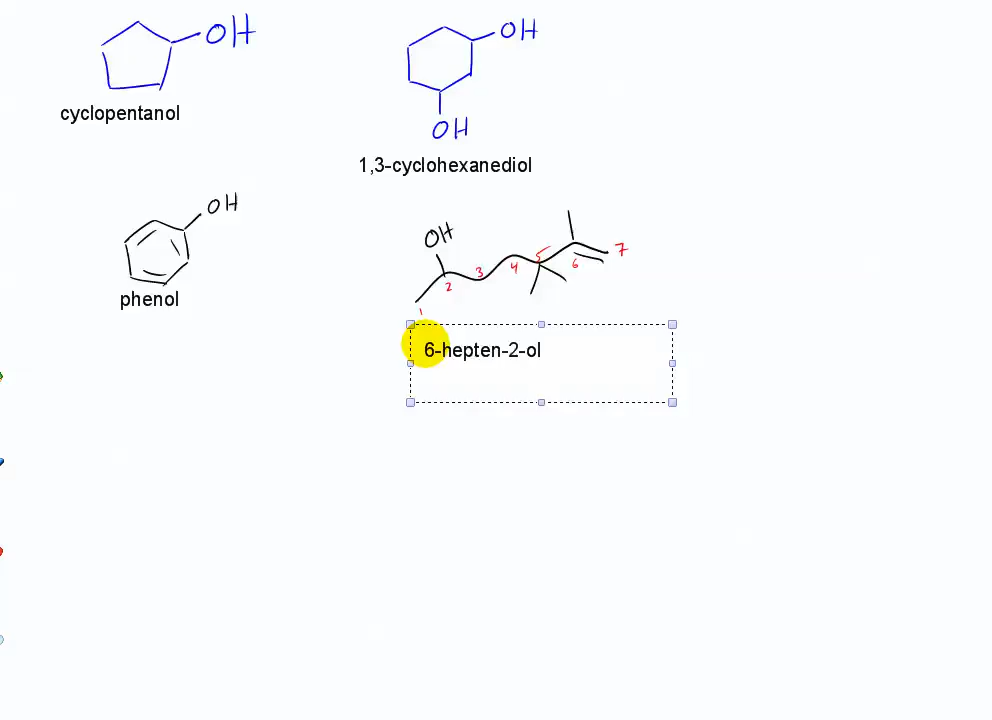 OH
OH
cyclopentanol
OH
1,3-cyclohexanediol
OH
OH
phenol
1 2 3 4 5 6 7
6-hepten-2-ol